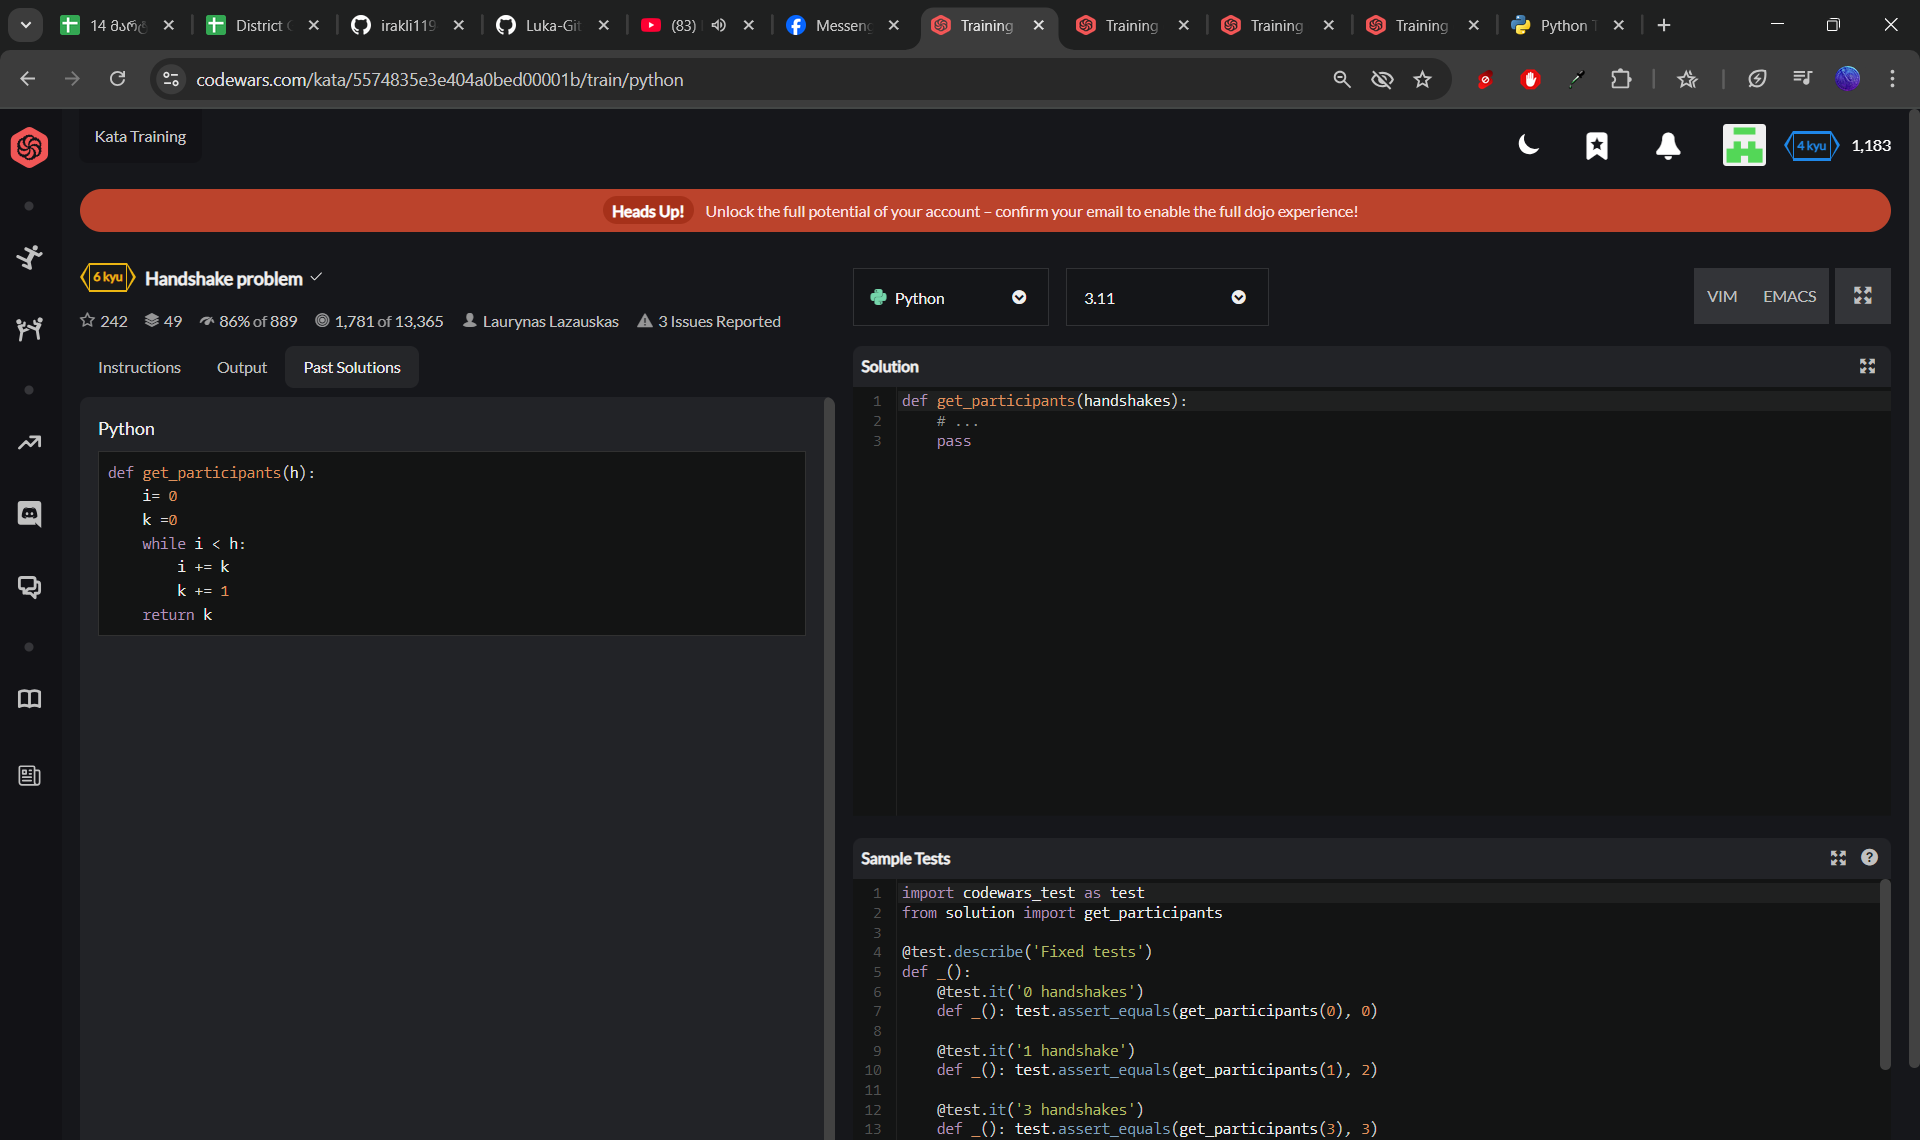 14 მარტ
District
irakli119
Luka-Git
(83)
Messeng
Training
Training
Training
Training
Python
codewars.com/kata/5574835e3e404a0bed00001b/train/python
Kata Training
4 kyu
1,183
Heads Up!
Unlock the full potential of your account – confirm your email to enable the full dojo experience!
6 kyu
Handshake problem
242
49
86% of 889
1,781 of 13,365
Laurynas Lazauskas
3 Issues Reported
Python
3.11
VIM
EMACS
Instructions
Output
Past Solutions
Python
def get_participants(h):
    i= 0
    k =0
    while i < h:
        i += k
        k += 1
    return k
Solution
1 def get_participants(handshakes):
2     # ...
3     pass
Sample Tests
1 import codewars_test as test
2 from solution import get_participants
3
4 @test.describe('Fixed tests')
5 def _():
6     @test.it('0 handshakes')
7     def _(): test.assert_equals(get_participants(0), 0)
8
9     @test.it('1 handshake')
10     def _(): test.assert_equals(get_participants(1), 2)
11
12     @test.it('3 handshakes')
13     def _(): test.assert_equals(get_participants(3), 3)